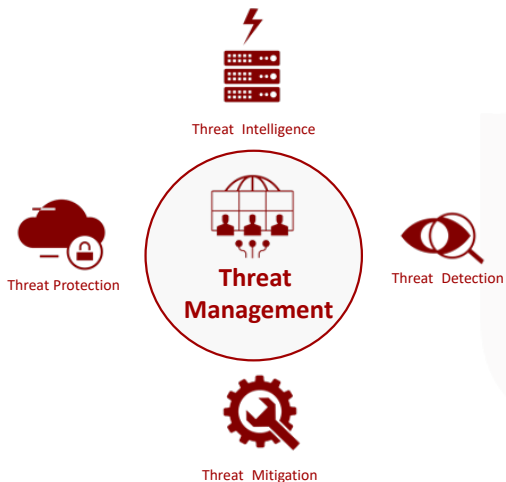 Threat Intelligence
Threat Protection
Threat
Management
Threat Detection
Threat Mitigation